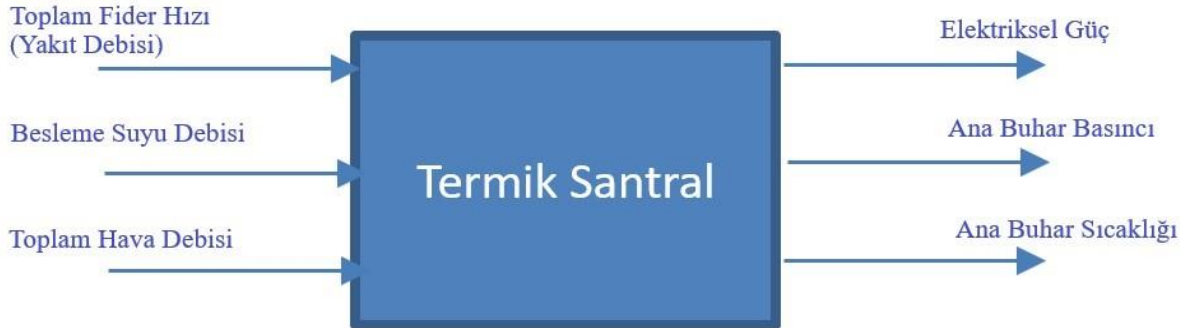 Toplam Fider Hızı
(Yakıt Debisi)
Besleme Suyu Debisi
Toplam Hava Debisi
Termik Santral
Elektriksel Güç
Ana Buhar Basıncı
Ana Buhar Sıcaklığı